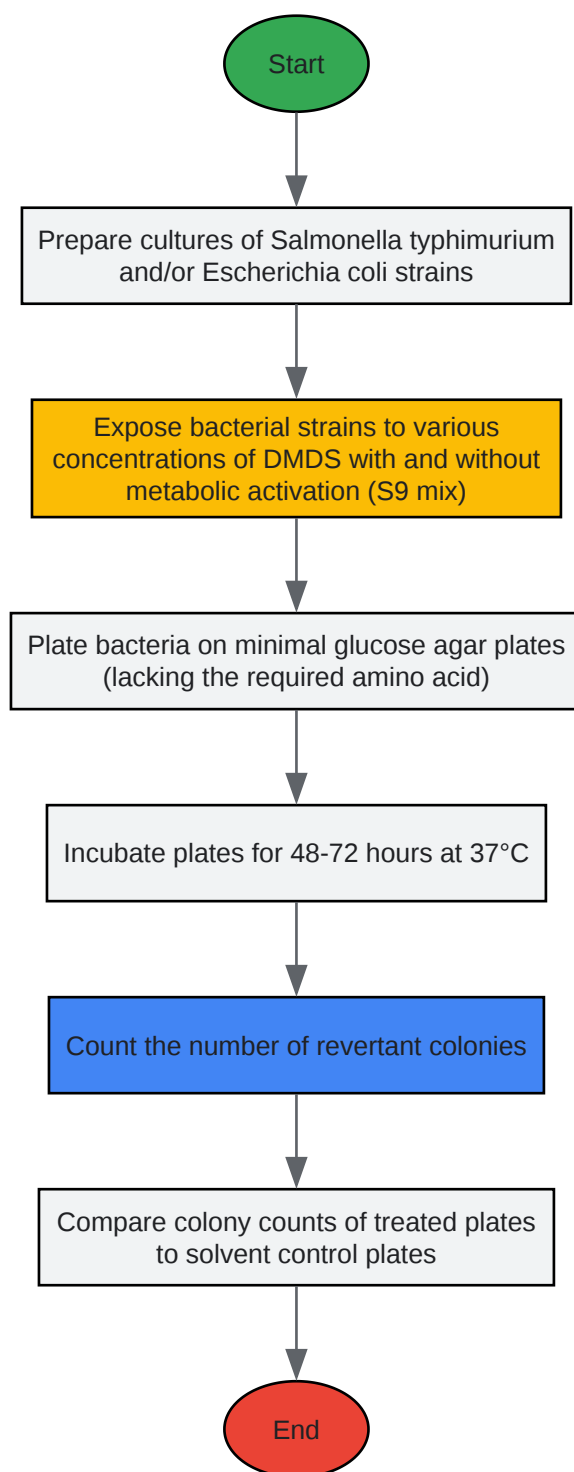 Start
Prepare cultures of Salmonella typhimurium
and/or Escherichia coli strains
Expose bacterial strains to various
concentrations of DMDS with and without
metabolic activation (S9 mix)
Plate bacteria on minimal glucose agar plates
(lacking the required amino acid)
Incubate plates for 48-72 hours at 37°C
Count the number of revertant colonies
Compare colony counts of treated plates
to solvent control plates
End